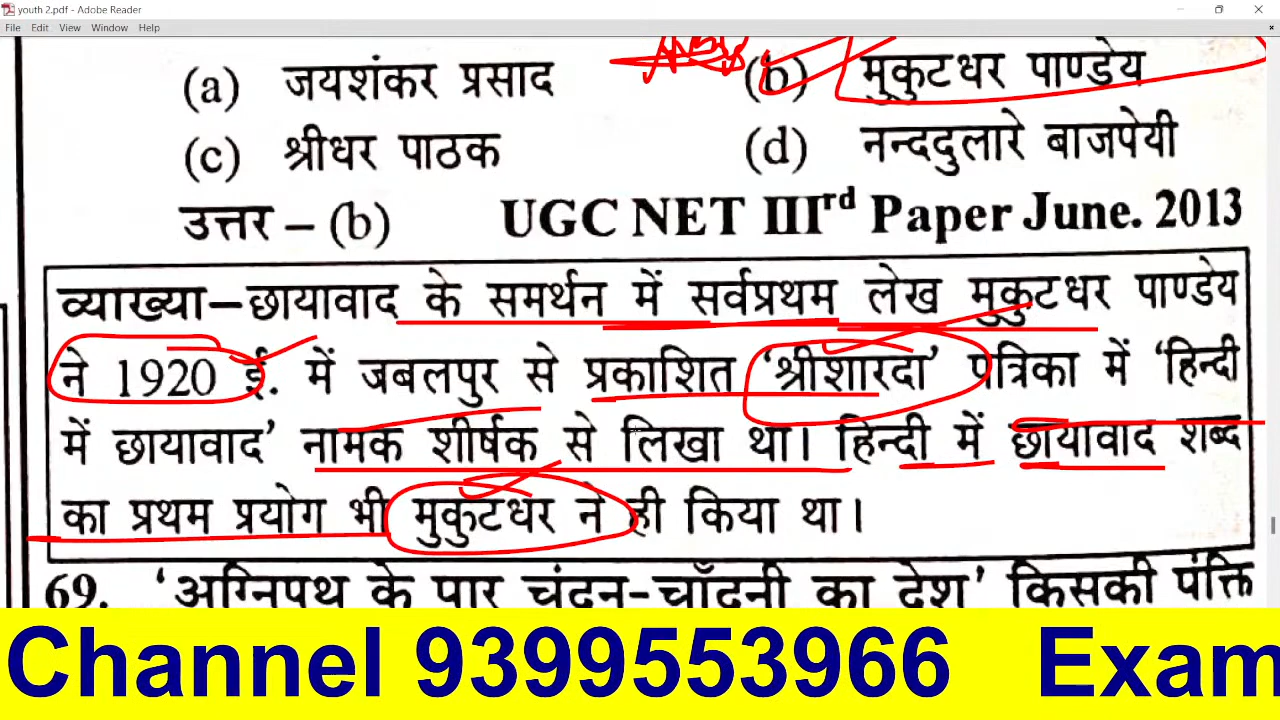 youth 2.pdf - Adobe Reader
File Edit View Window Help
(a) जयशंकर प्रसाद (b) मुकुटधर पाण्डेय
(c) श्रीधर पाठक (d) नन्ददुलारे बाजपेयी
उत्तर – (b) UGC NET IIIrd Paper June. 2013
व्याख्या–छायावाद के समर्थन में सर्वप्रथम लेख मुकुटधर पाण्डेय
ने 1920 ई. में जबलपुर से प्रकाशित 'श्रीशारदा' पत्रिका में 'हिन्दी
में छायावाद' नामक शीर्षक से लिखा था। हिन्दी में छायावाद शब्द
का प्रथम प्रयोग भी मुकुटधर ने ही किया था।
69. 'अग्निपथ के पार चंदन-चाँदनी का देश' किसकी पंक्ति
Channel 9399553966 Exam